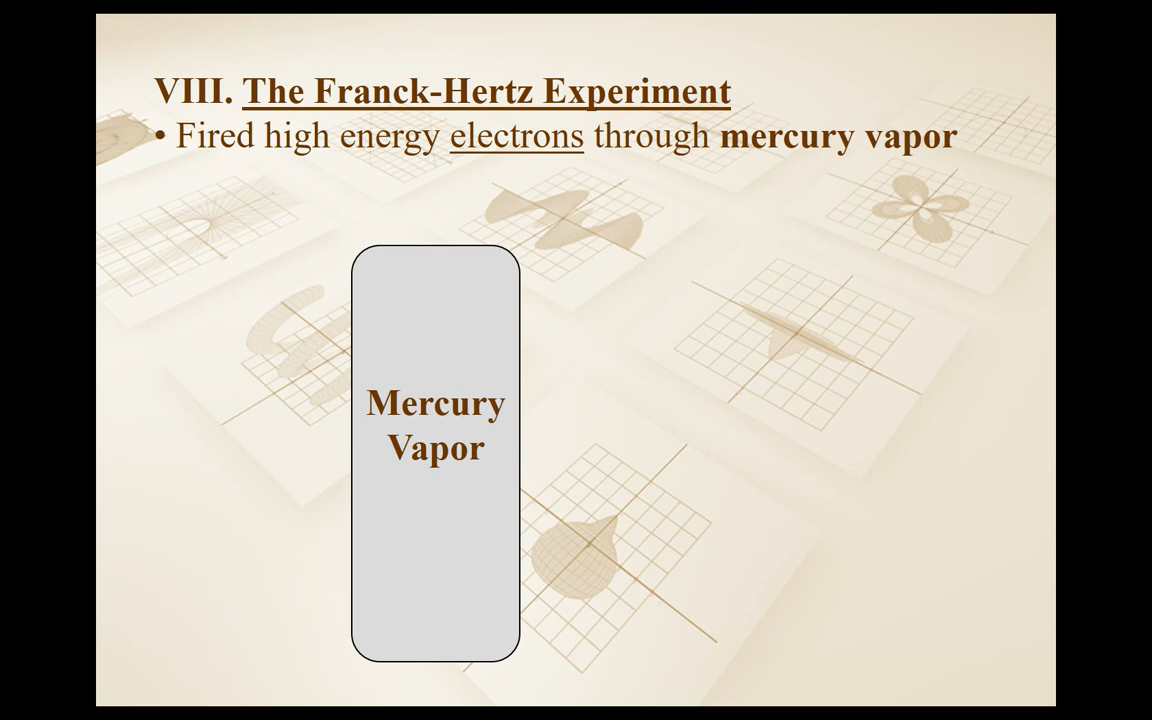 VIII. The Franck-Hertz Experiment
• Fired high energy electrons through mercury vapor
Mercury
Vapor